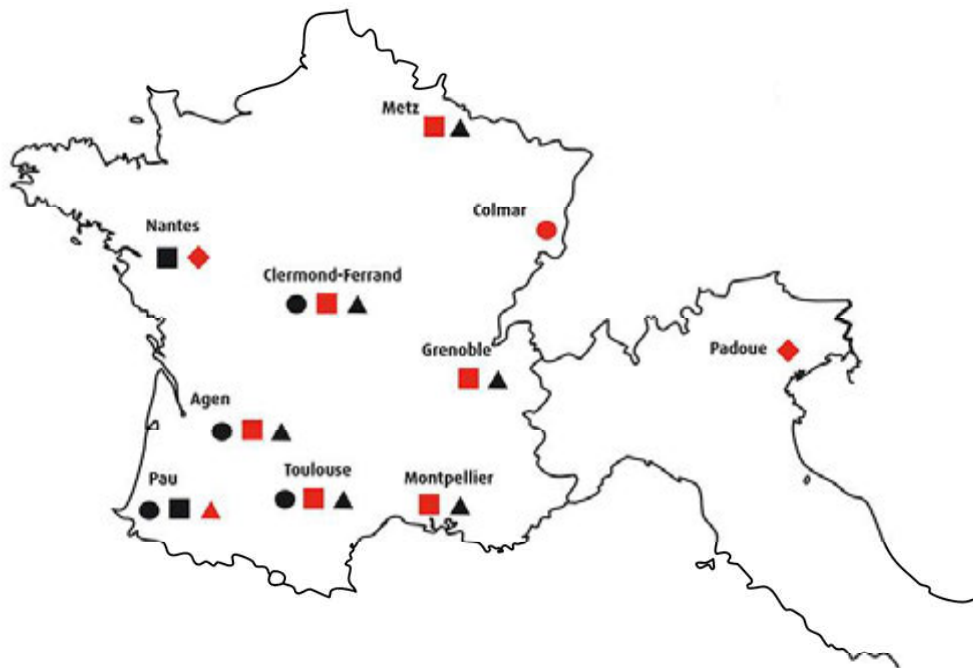 Metz
Colmar
Nantes
Clermond-Ferrand
Grenoble
Padoue
Agen
Toulouse
Montpellier
Pau